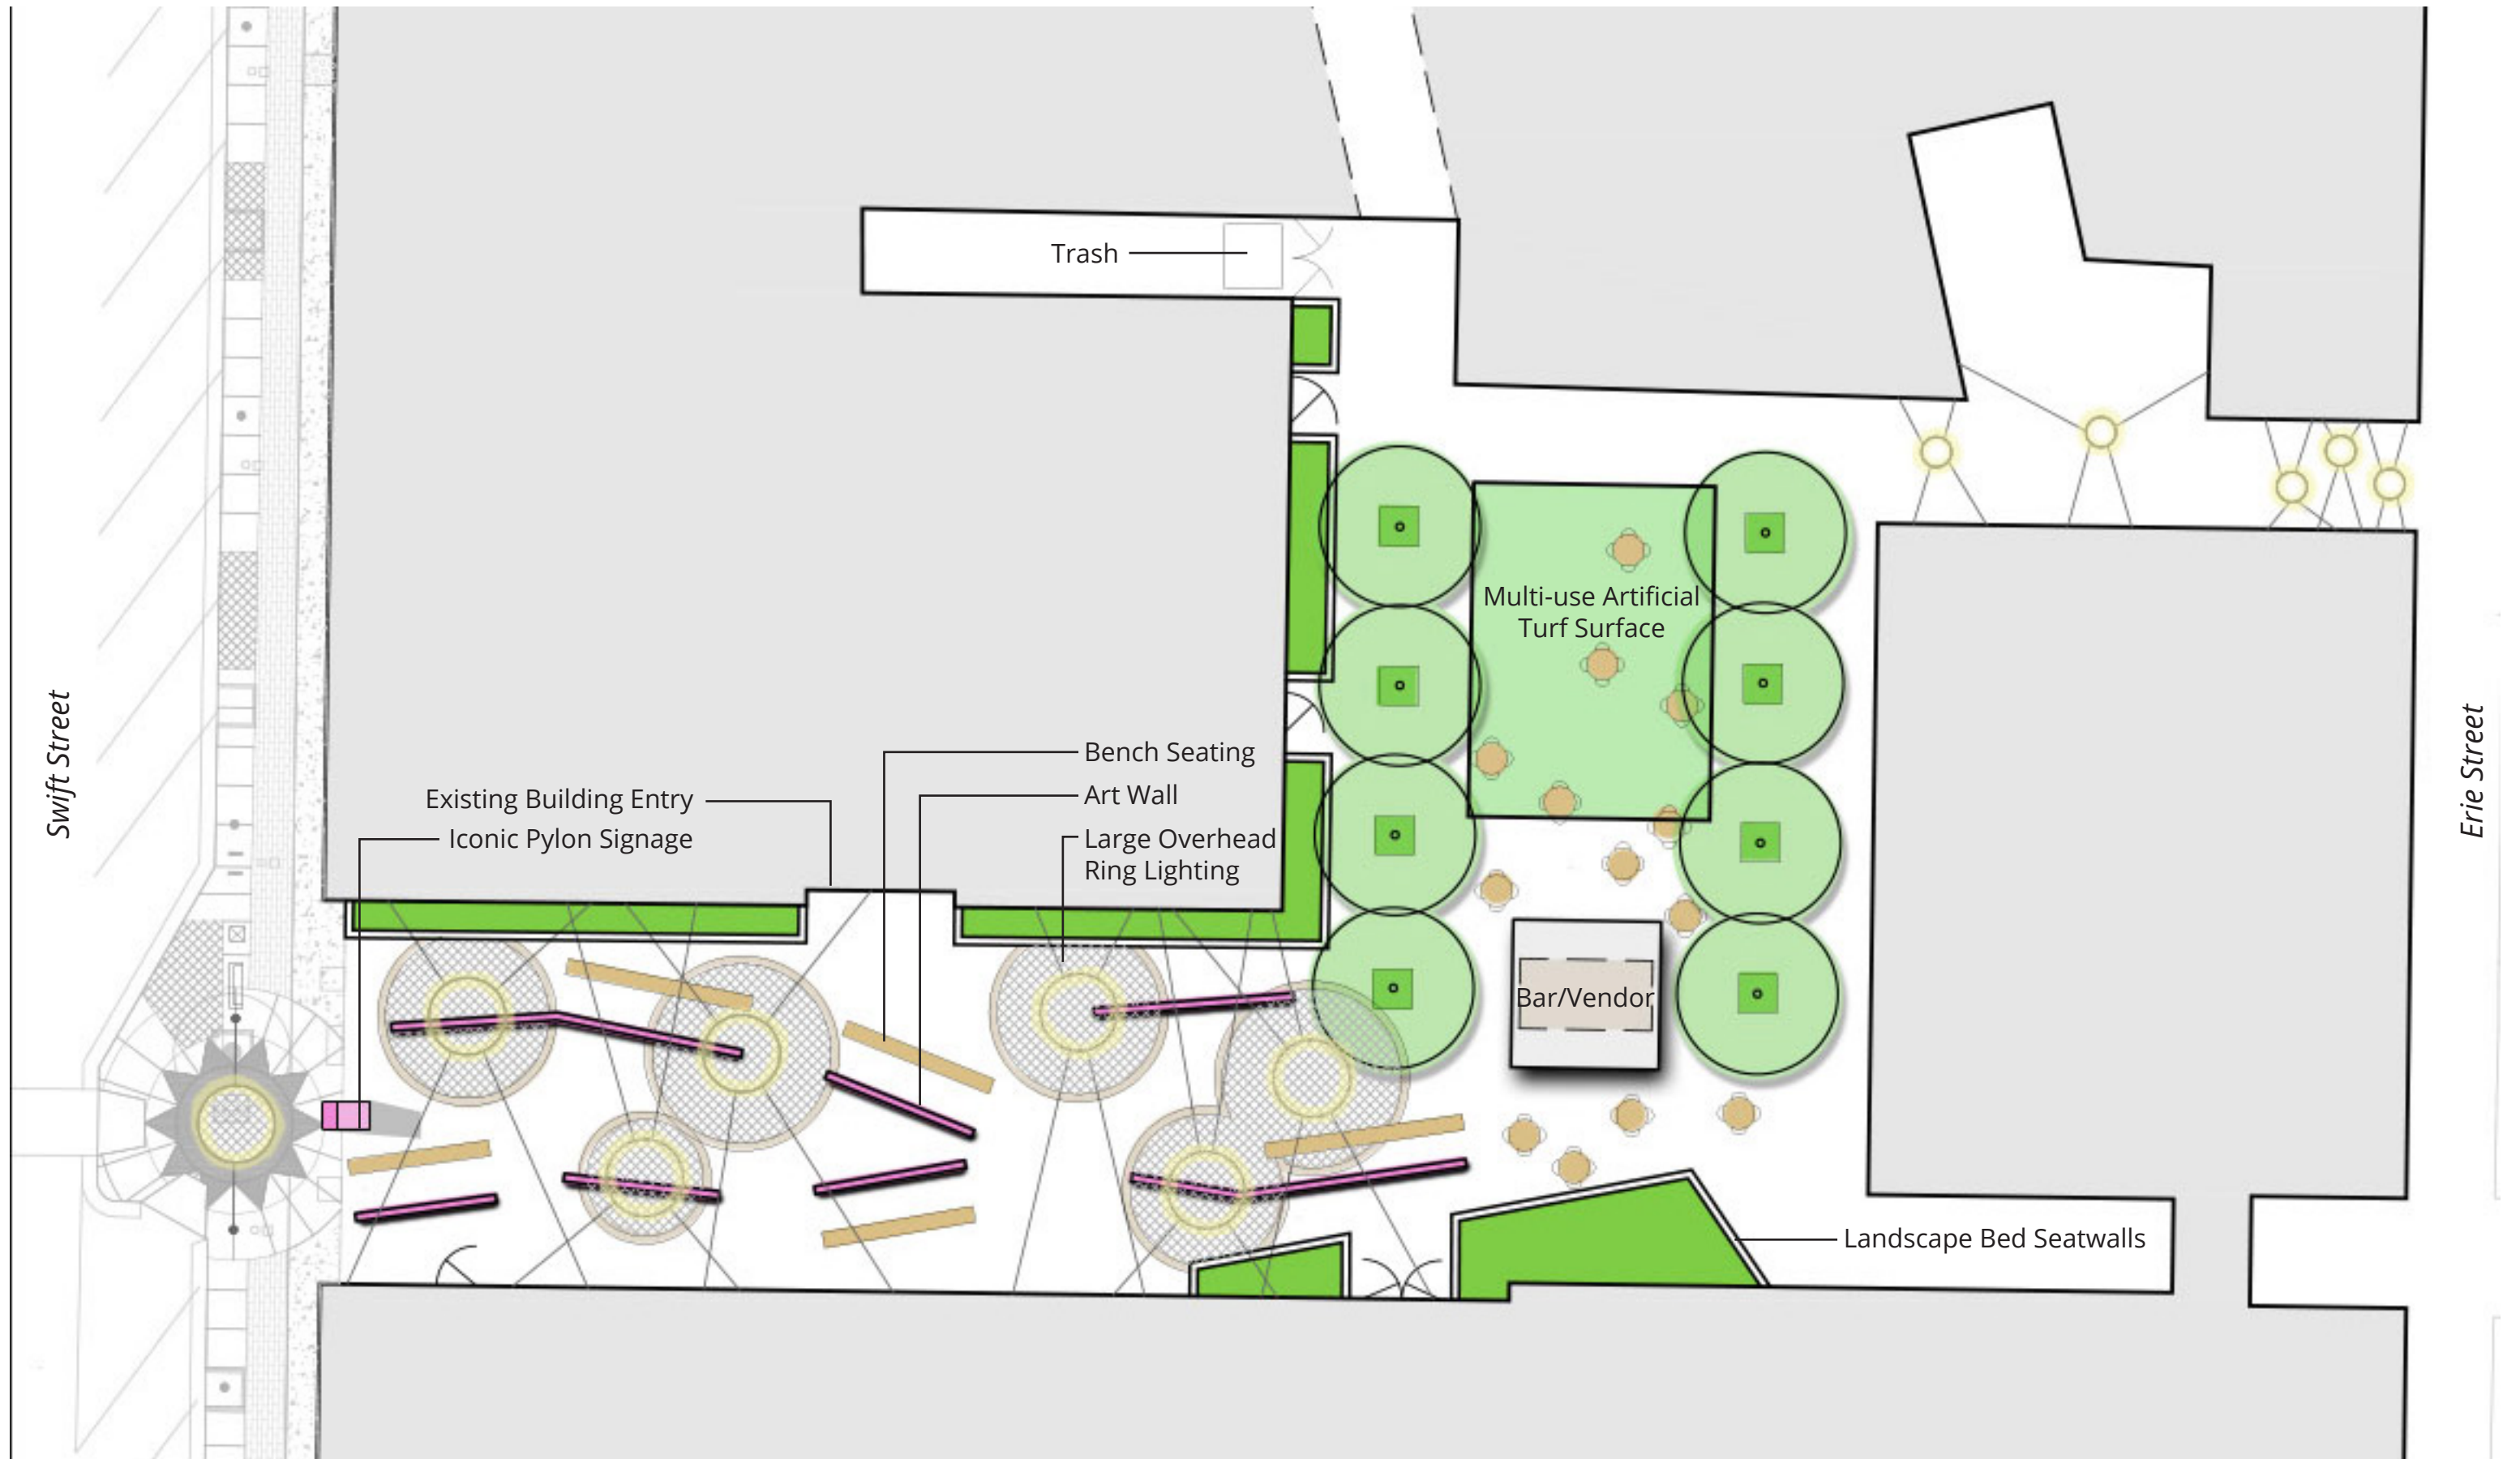 Trash
Multi-use Artificial
Turf Surface
Swift Street
Erie Street
Bench Seating
Existing Building Entry
Art Wall
Iconic Pylon Signage
Large Overhead
Ring Lighting
Bar/Vendor
Landscape Bed Seatwalls